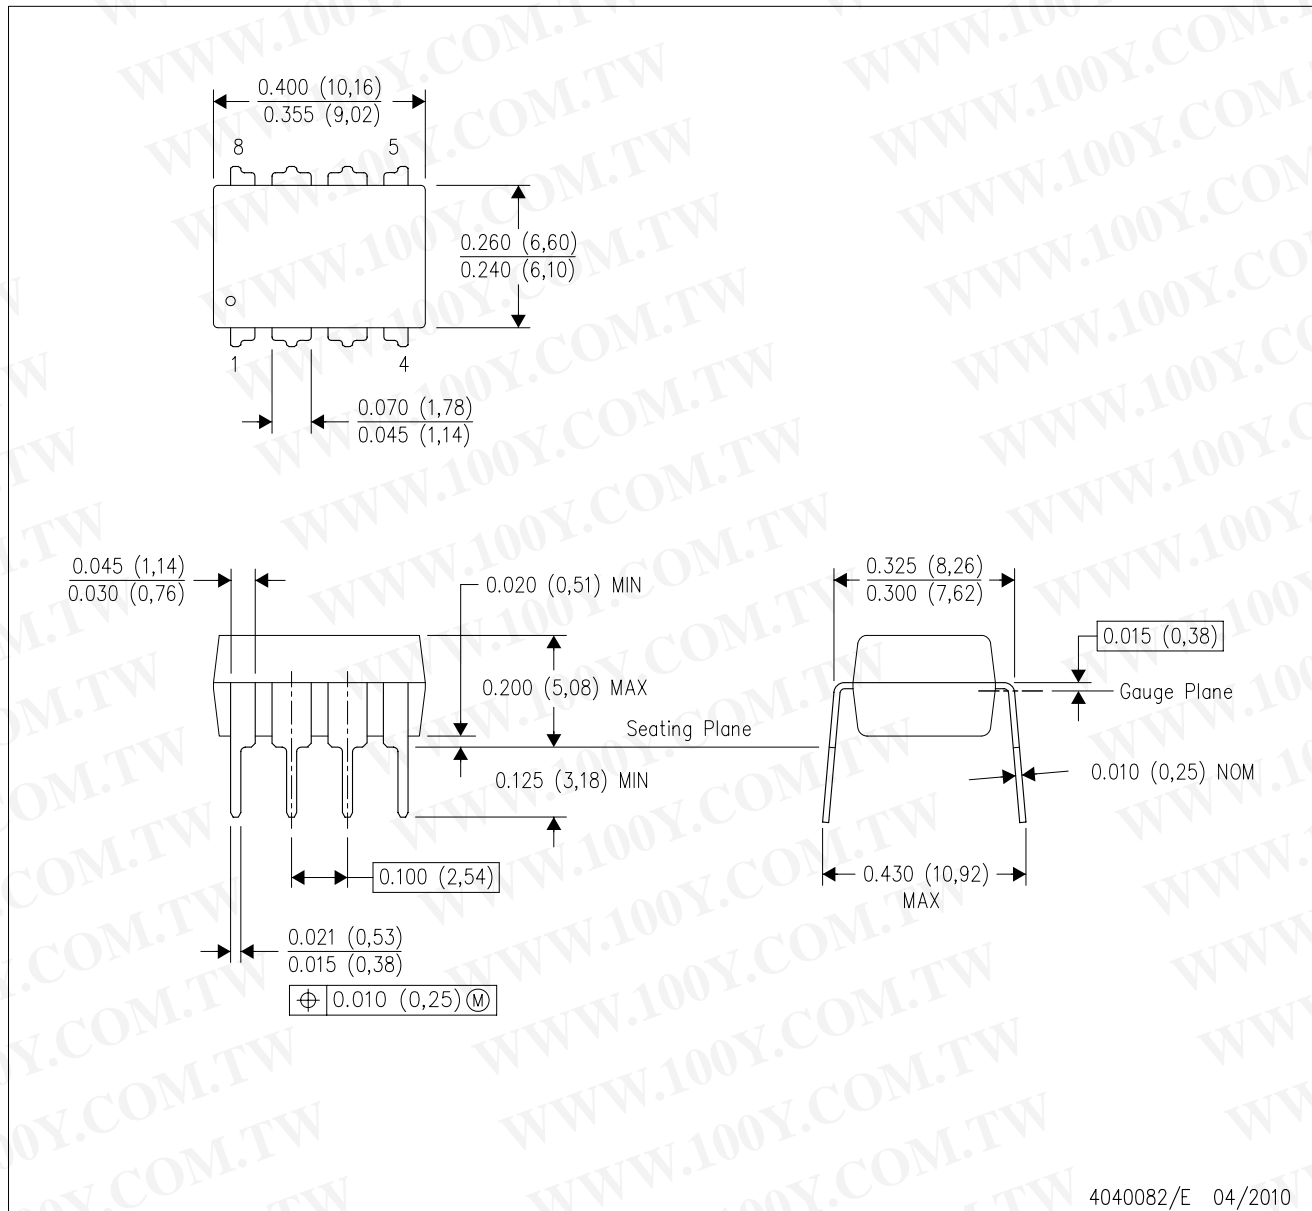 0.400 (10,16)
0.355 (9,02)
8
5
0.260 (6,60)
0.240 (6,10)
1
4
0.070 (1,78)
0.045 (1,14)
0.045 (1,14)
0.030 (0,76)
0.020 (0,51) MIN
0.325 (8,26)
0.300 (7,62)
0.015 (0,38)
0.200 (5,08) MAX
Gauge Plane
Seating Plane
0.125 (3,18) MIN
0.010 (0,25) NOM
0.100 (2,54)
0.430 (10,92)
MAX
0.021 (0,53)
0.015 (0,38)
⌖ 0.010 (0,25) Ⓜ
4040082/E 04/2010
WWW.100Y.COM.TW